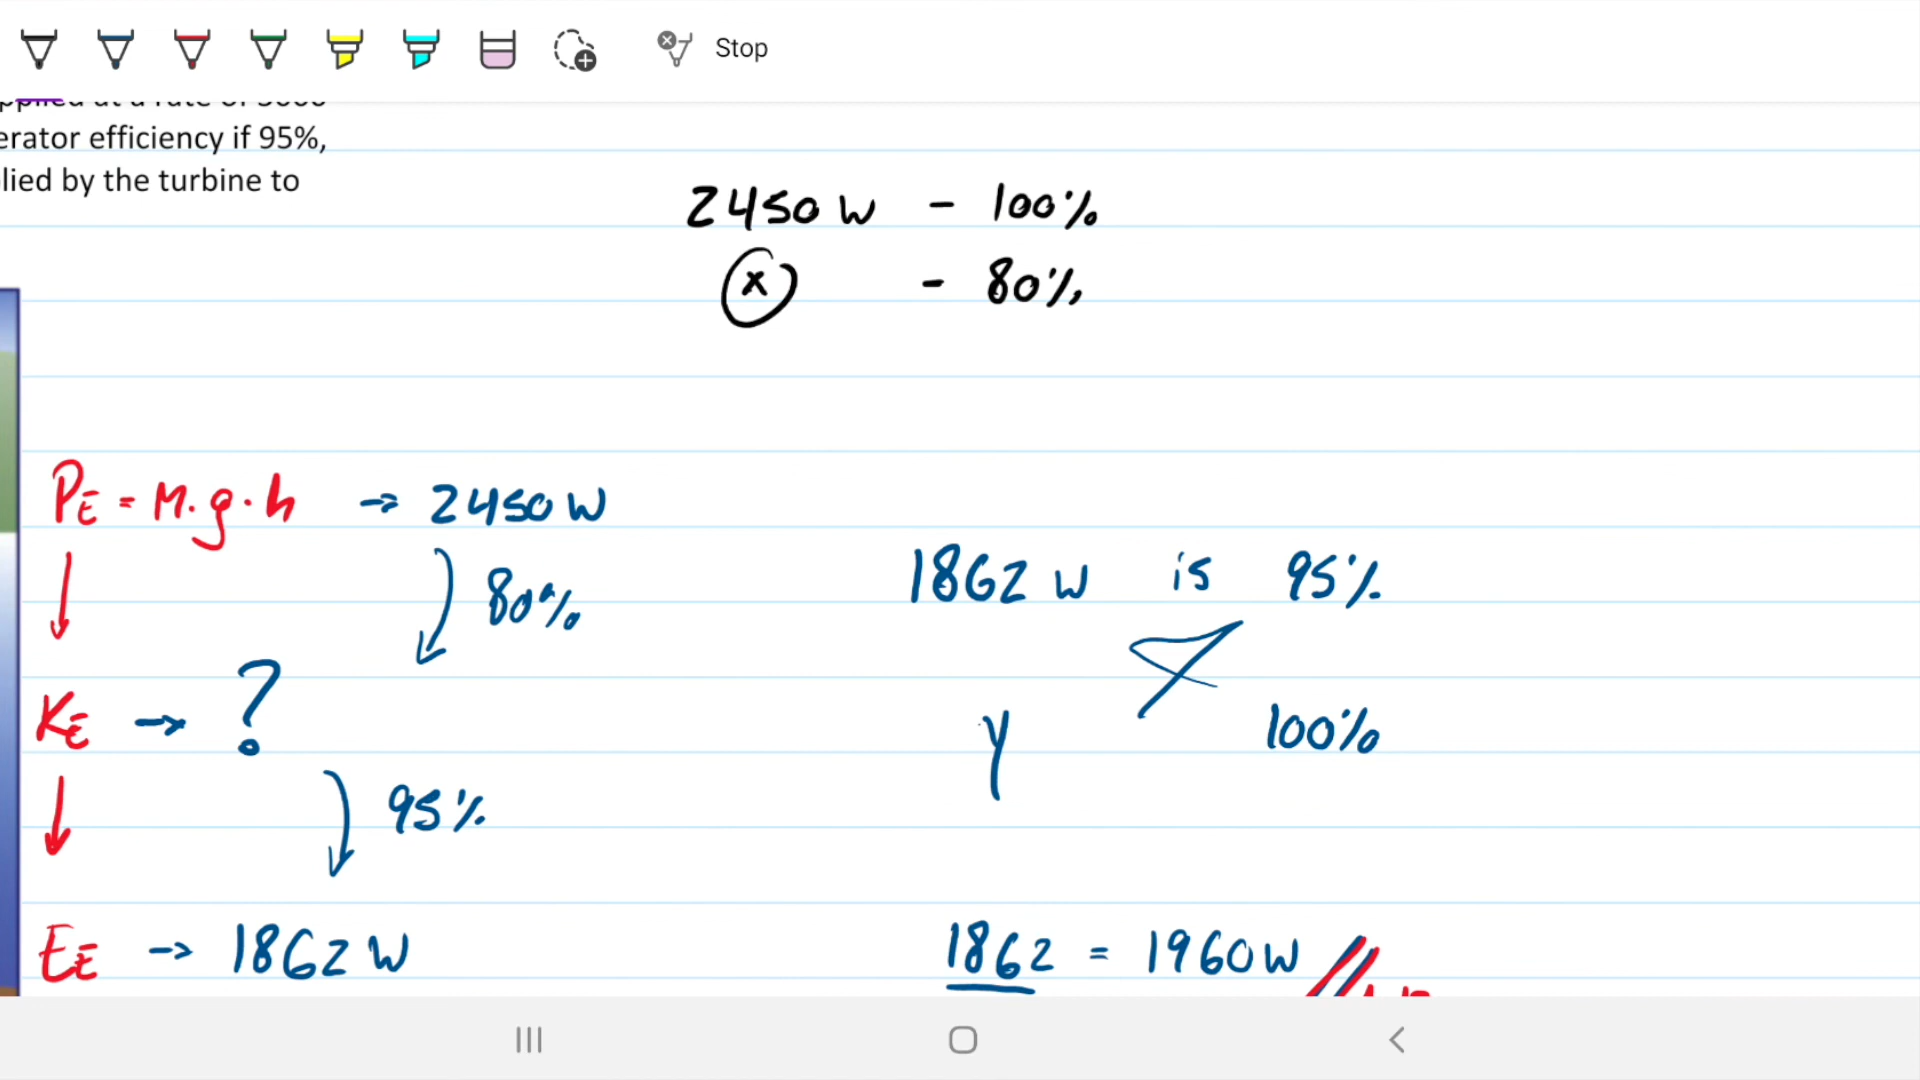 Stop
erator efficiency if 95%,
lied by the turbine to
2450 W - 100%
x - 80%
PE = M.g.h → 2450 W
80%
1862 W is 95%
KE → ?
y 100%
95%
EE → 1862 W
1862 = 1960 W